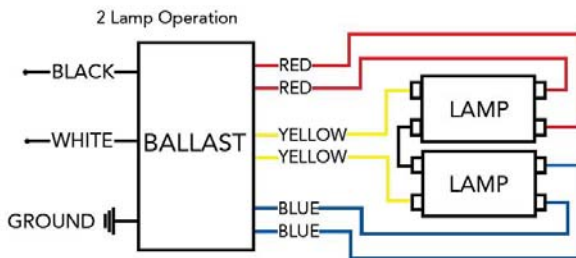 2 Lamp Operation
BLACK
WHITE
GROUND
BALLAST
RED
RED
YELLOW
YELLOW
BLUE
BLUE
LAMP
LAMP